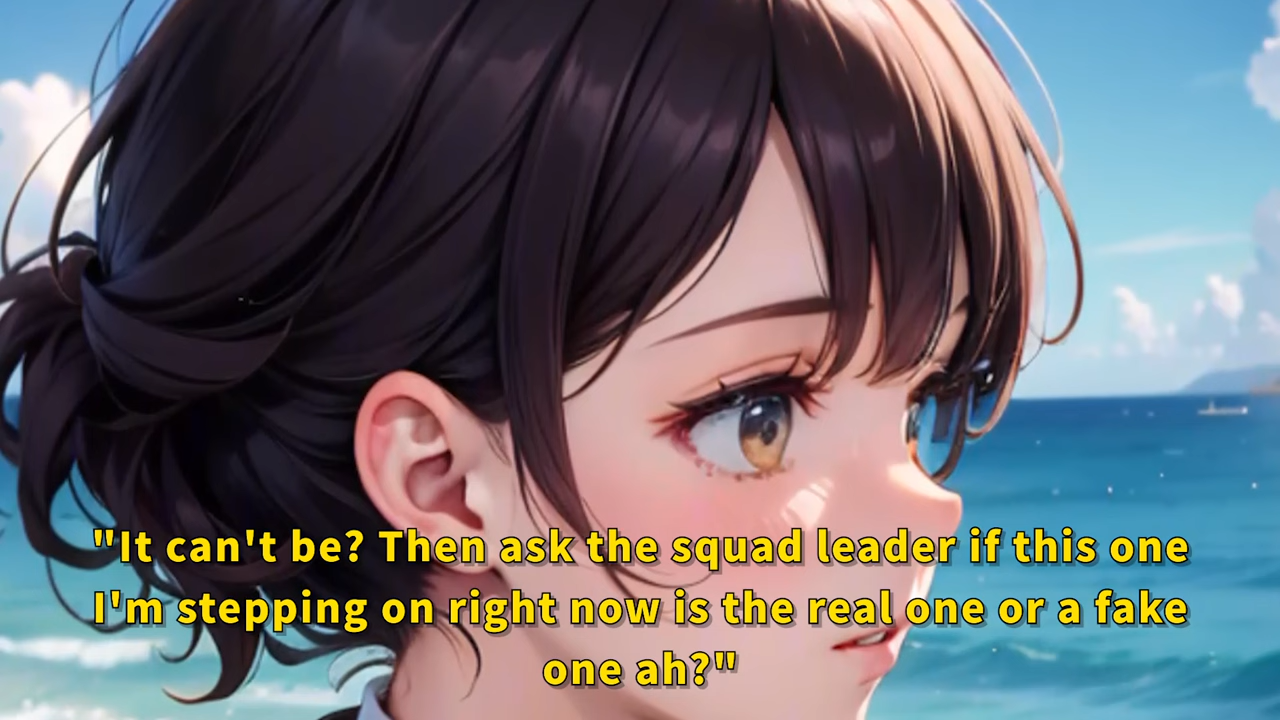 "It can't be? Then ask the squad leader if this one
I'm stepping on right now is the real one or a fake
one ah?"